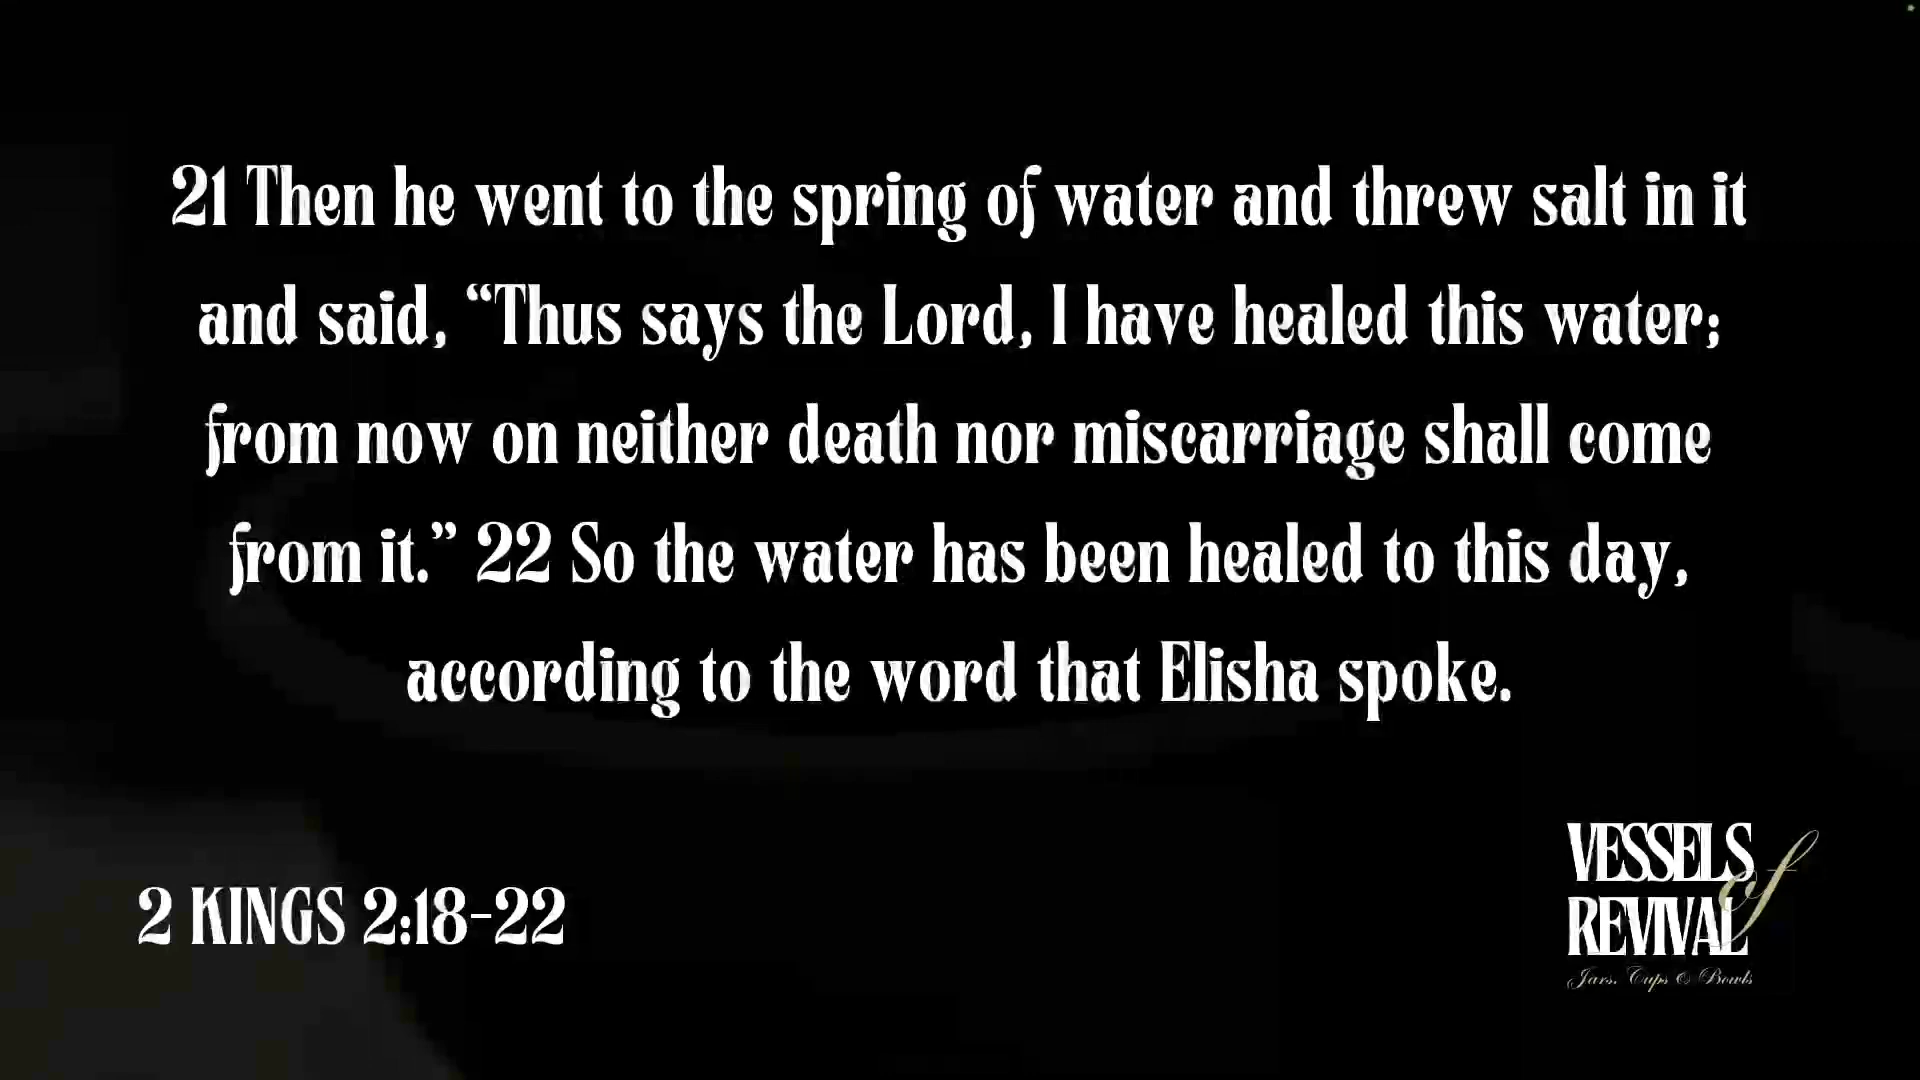 21 Then he went to the spring of water and threw salt in it
and said, “Thus says the Lord, I have healed this water;
from now on neither death nor miscarriage shall come
from it.” 22 So the water has been healed to this day,
according to the word that Elisha spoke.
2 KINGS 2:18-22
VESSELS
of
REVIVAL
Jars, Cups & Bowls